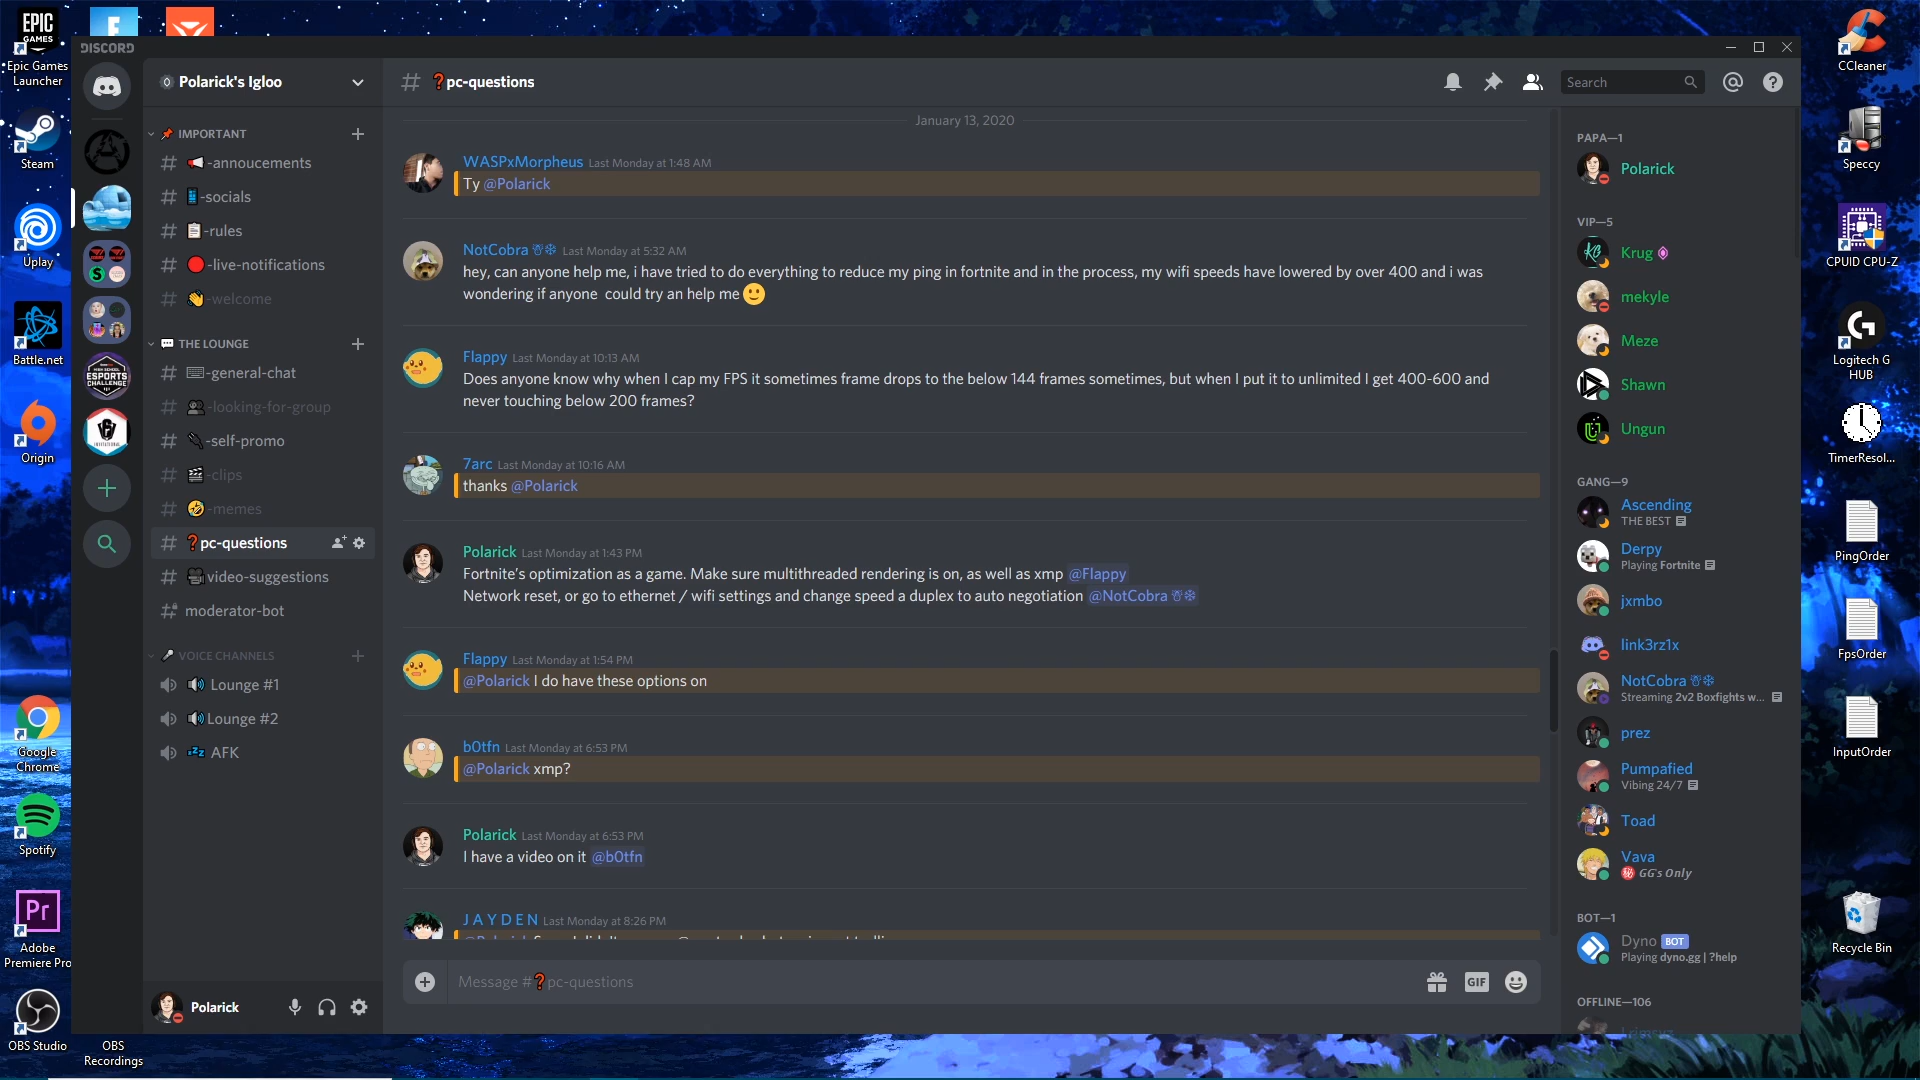 EPIC
GAMES
Epic Games
Launcher
Steam
Uplay
Battle.net
Origin
Google
Chrome
Spotify
Pr
Adobe
Premiere Pro
OBS Studio
OBS
Recordings
DISCORD
HIGH SCHOOL
ESPORTS
CHALLENGE
Polarick's Igloo
IMPORTANT
-annoucements
-socials
-rules
-live-notifications
-welcome
THE LOUNGE
-general-chat
-looking-for-group
-self-promo
-clips
-memes
❓pc-questions
video-suggestions
moderator-bot
VOICE CHANNELS
Lounge #1
Lounge #2
AFK
Polarick
# ❓pc-questions
Search
January 13, 2020
WASPxMorpheus Last Monday at 1:48 AM
Ty @Polarick
NotCobra ☃❄ Last Monday at 5:32 AM
hey, can anyone help me, i have tried to do everything to reduce my ping in fortnite and in the process, my wifi speeds have lowered by over 400 and i was
wondering if anyone could try an help me 🙂
Flappy Last Monday at 10:13 AM
Does anyone know why when I cap my FPS it sometimes frame drops to the below 144 frames sometimes, but when I put it to unlimited I get 400-600 and
never touching below 200 frames?
7arc Last Monday at 10:16 AM
thanks @Polarick
Polarick Last Monday at 1:43 PM
Fortnite's optimization as a game. Make sure multithreaded rendering is on, as well as xmp @Flappy
Network reset, or go to ethernet / wifi settings and change speed a duplex to auto negotiation @NotCobra ☃❄
Flappy Last Monday at 1:54 PM
@Polarick I do have these options on
b0tfn Last Monday at 6:53 PM
@Polarick xmp?
Polarick Last Monday at 6:53 PM
I have a video on it @b0tfn
J A Y D E N Last Monday at 8:26 PM
Message #❓pc-questions
GIF
PAPA—1
Polarick
VIP—5
Krug
mekyle
Meze
Shawn
Ungun
GANG—9
Ascending
THE BEST
Derpy
Playing Fortnite
jxmbo
link3rz1x
NotCobra ☃❄
Streaming 2v2 Boxfights w...
prez
Pumpafied
Vibing 24/7
Toad
Vava
㊙ GG's Only
BOT—1
Dyno BOT
Playing dyno.gg | ?help
OFFLINE—106
CCleaner
Speccy
CPUID CPU-Z
Logitech G
HUB
TimerResol...
PingOrder
FpsOrder
InputOrder
Recycle Bin